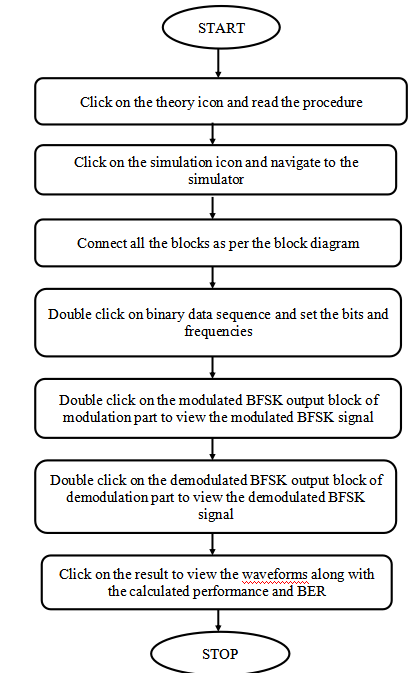 START
Click on the theory icon and read the procedure
Click on the simulation icon and navigate to the
simulator
Connect all the blocks as per the block diagram
Double click on binary data sequence and set the bits and
frequencies
Double click on the modulated BFSK output block of
modulation part to view the modulated BFSK signal
Double click on the demodulated BFSK output block of
demodulation part to view the demodulated BFSK
signal
Click on the result to view the waveforms along with
the calculated performance and BER
STOP